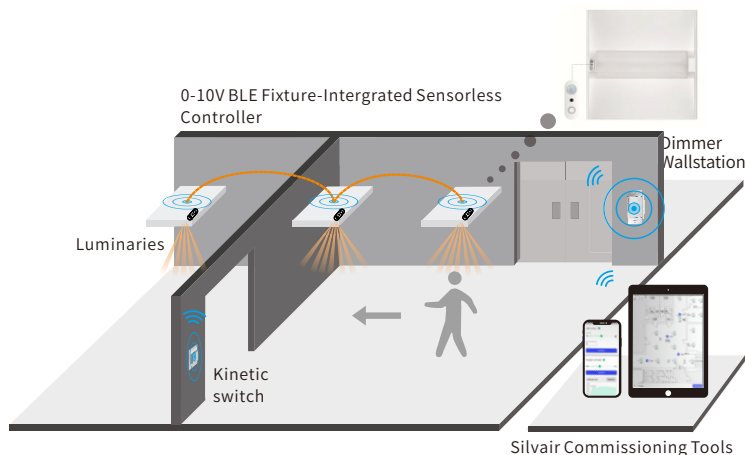 0-10V BLE Fixture-Intergrated Sensorless
Controller
Dimmer
Wallstation
Luminaries
Kinetic
switch
Silvair Commissioning Tools